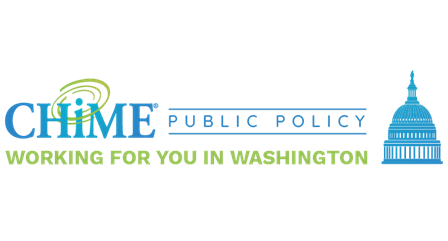 CHiME® PUBLIC POLICY
WORKING FOR YOU IN WASHINGTON